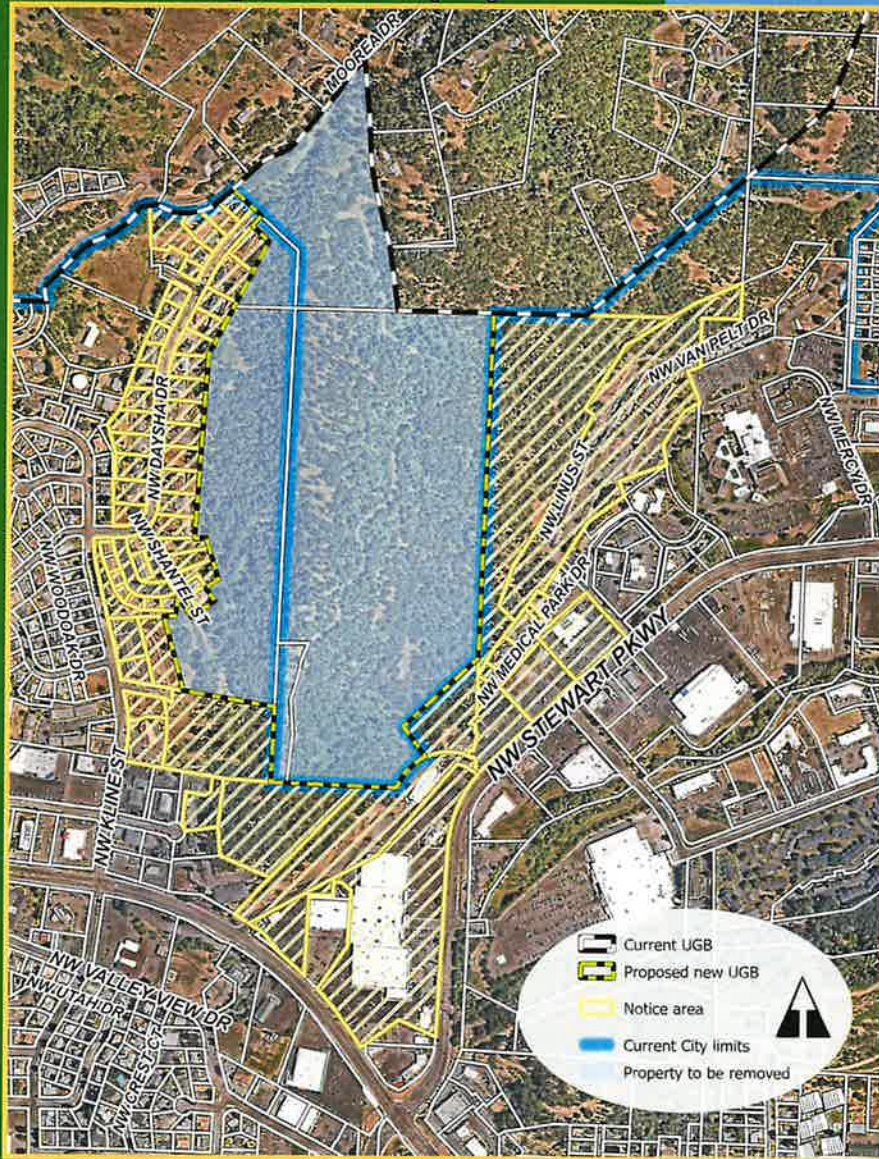 MOOREA DR
NW VAN PELT DR
NW MERCY DR
NW DAYSHA DR
NW LINUS ST
NW SHANTEL ST
NW WOODOAK DR
NW MEDICAL PARK DR
NW STEWART PKWY
NW KLINE ST
NW VALLEY VIEW DR
NW UTAH DR
NW CREST CT
Current UGB
Proposed new UGB
Notice area
Current City limits
Property to be removed